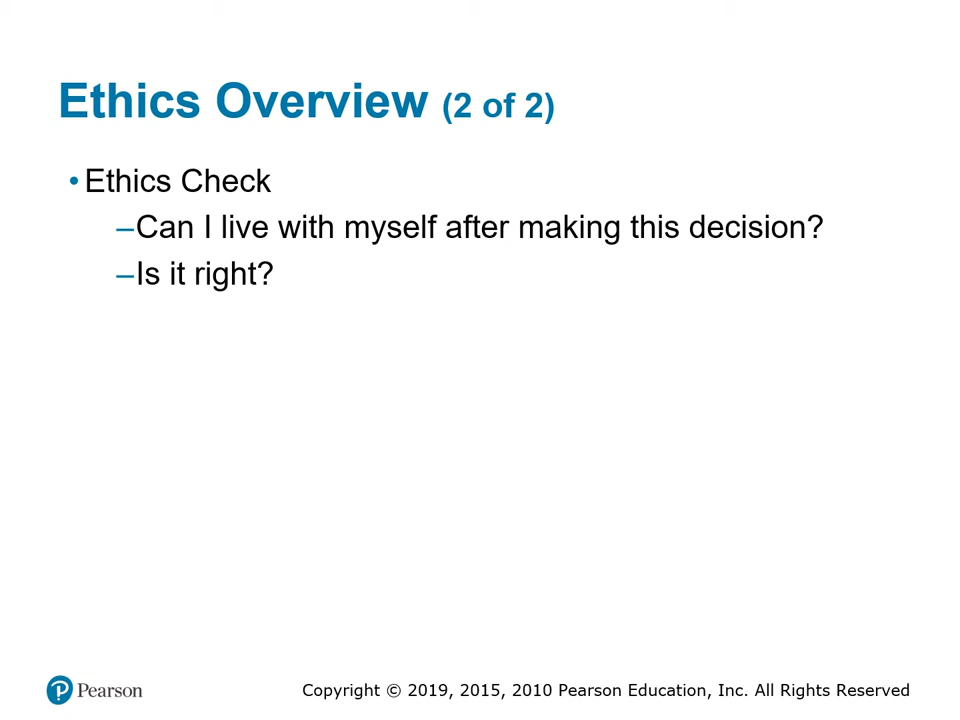 Ethics Overview (2 of 2)
• Ethics Check
–Can I live with myself after making this decision?
–Is it right?
Pearson
Copyright © 2019, 2015, 2010 Pearson Education, Inc. All Rights Reserved